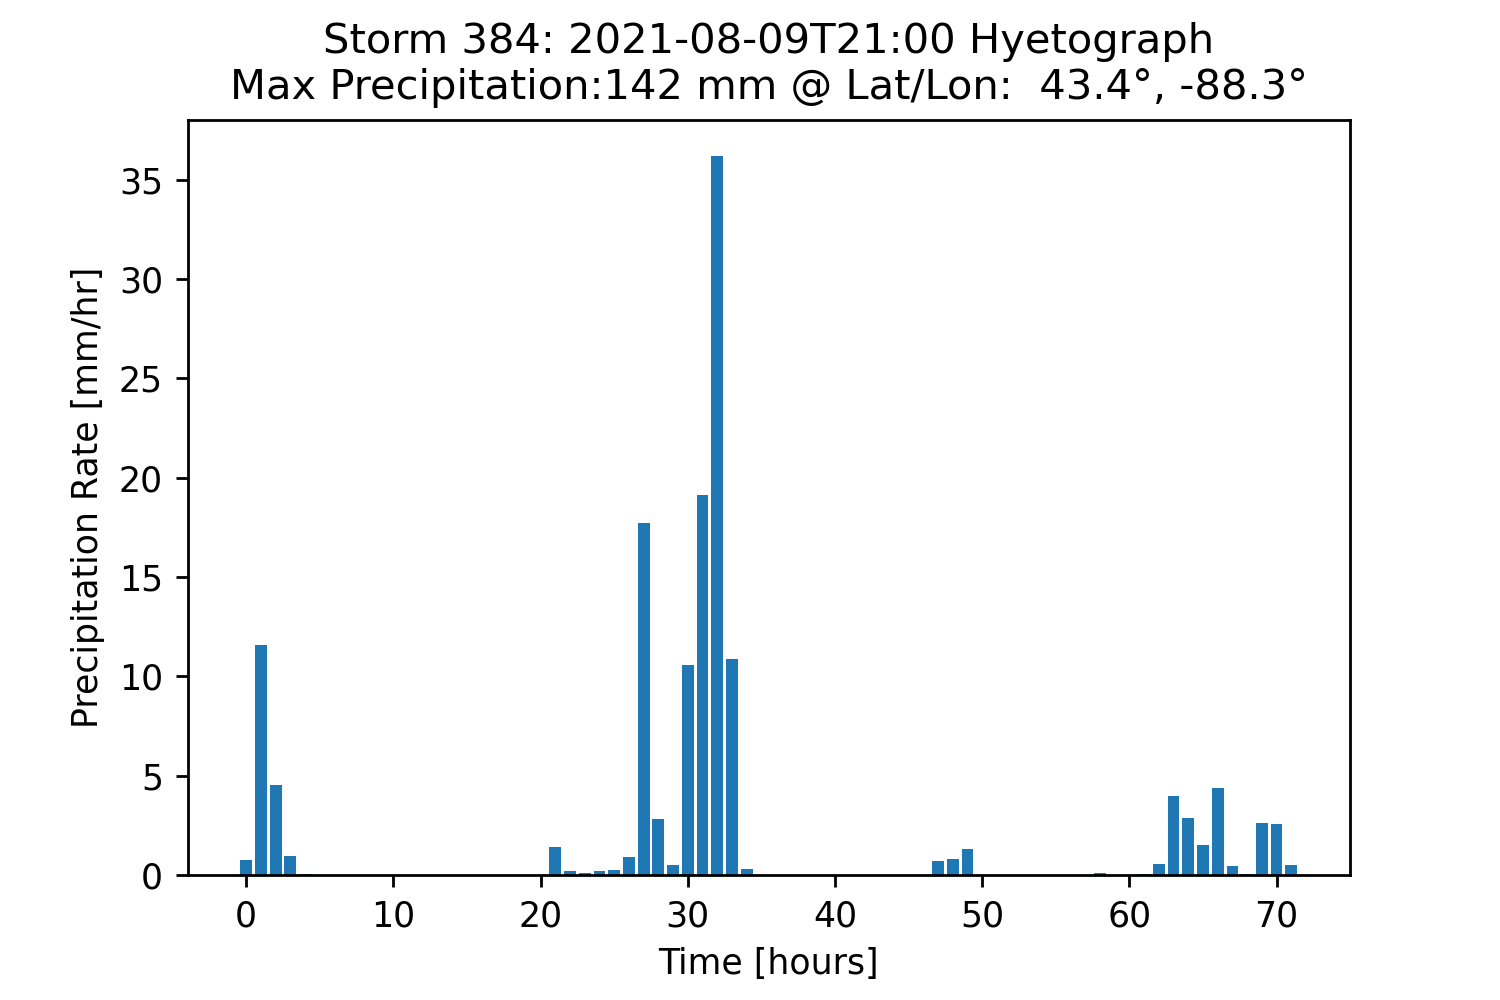 Storm 384: 2021-08-09T21:00 Hyetograph
Max Precipitation:142 mm @ Lat/Lon:  43.4°, -88.3°
35
30
25
20
15
10
5
0
Precipitation Rate [mm/hr]
0 10 20 30 40 50 60 70
Time [hours]